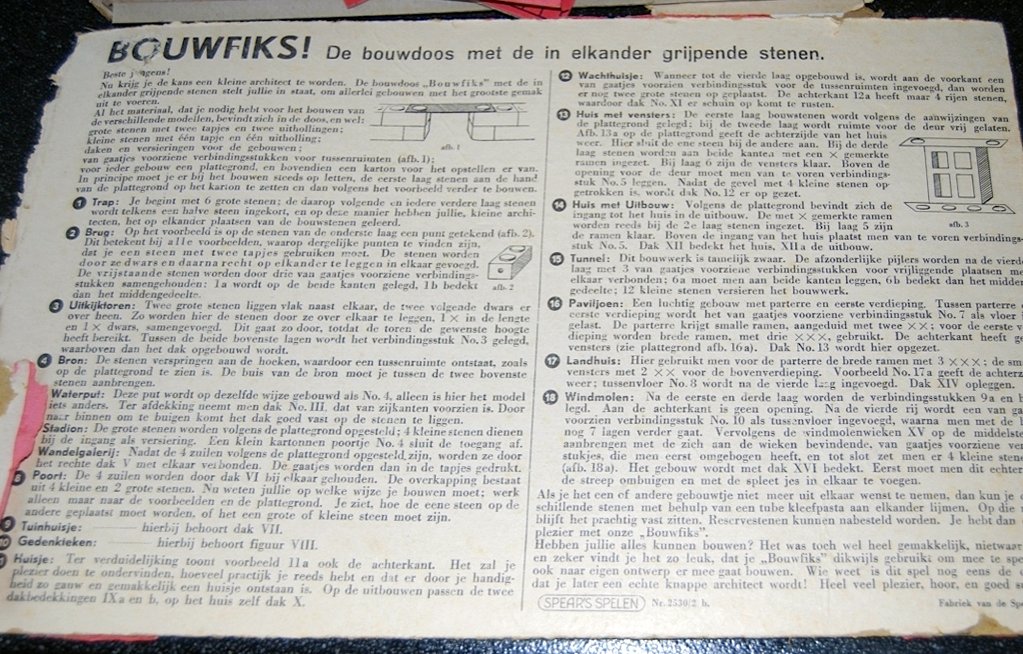 BOUWFIKS! De bouwdoos met de in elkander grijpende stenen.
Beste jongens!
Nu krijg je de kans een kleine architect te worden. De bouwdoos „Bouwfiks" met de in
elkander grijpende stenen stelt jullie in staat, om allerlei gebouwen met het grootste gemak
uit te voeren.
Al het materiaal, dat je nodig hebt voor het bouwen van
de verschillende modellen, bevindt zich in de doos, en wel:
grote stenen met twee tapjes en twee uithollingen;
kleine stenen met één tapje en één uitholling;
daken en versieringen voor de gebouwen;
afb. 1
van gaatjes voorziene verbindingsstukken voor tussenruimten (afb. 1);
voor ieder gebouw een plattegrond, en bovendien een karton voor het opstellen er van.
In principe moet je er bij het bouwen steeds op letten, de eerste laag stenen aan de hand
van de plattegrond op het karton te zetten en dan volgens het voorbeeld verder te bouwen.
1 Trap: Je begint met 6 grote stenen; de daarop volgende en iedere verdere laag stenen
wordt telkens een halve steen ingekort, en op deze manier hebben jullie, kleine archi-
tecten, het op elkander plaatsen van de bouwstenen geleerd.
2 Brug: Op het voorbeeld is op de stenen van de onderste laag een punt getekend (afb. 2).
Dit betekent bij alle voorbeelden, waarop dergelijke punten te vinden zijn,
dat je een steen met twee tapjes gebruiken moet. De stenen worden
door ze dwars en daarna recht op elkander te leggen in elkaar gevoegd.
De vrijstaande stenen worden door drie van gaatjes voorziene verbindings-
stukken samengehouden: 1a wordt op de beide kanten gelegd, 1b bedekt
dan het middengedeelte.
afb. 2
3 Uitkijktoren: Twee grote stenen liggen vlak naast elkaar, de twee volgende dwars er
over heen. Zo worden hier de stenen door ze over elkaar te leggen, 1 × in de lengte
en 1 × dwars, samengevoegd. Dit gaat zo door, totdat de toren de gewenste hoogte
heeft bereikt. Tussen de beide bovenste lagen wordt het verbindingsstuk No. 3 gelegd,
waarboven dan het dak opgebouwd wordt.
4 Bron: De stenen verspringen aan de hoeken, waardoor een tussenruimte ontstaat, zoals
op de plattegrond te zien is. De buis van de bron moet je tussen de twee bovenste
stenen aanbrengen.
Waterput: Deze put wordt op dezelfde wijze gebouwd als No. 4, alleen is hier het model
iets anders. Ter afdekking neemt men dak No. III, dat van zijkanten voorzien is. Door
naar binnen om te buigen komt het dak goed vast op de stenen te liggen.
Stadion: De grote stenen worden volgens de plattegrond opgesteld; 4 kleine stenen dienen
bij de ingang als versiering. Een klein kartonnen poortje No. 4 sluit de toegang af.
Wandelgalerij: Nadat de 4 zuilen volgens de plattegrond opgesteld zijn, worden ze door
het rechte dak V met elkaar verbonden. De gaatjes worden dan in de tapjes gedrukt.
8 Poort: De 4 zuilen worden door dak VI bij elkaar gehouden. De overkapping bestaat
uit 4 kleine en 2 grote stenen. Nu weten jullie op welke wijze je bouwen moet; werk
alleen maar naar de voorbeelden en de plattegrond. Je ziet, hoe de eene steen op de
andere geplaatst moet worden, of het een grote of kleine steen moet zijn.
9 Tuinhuisje: hierbij behoort dak VII.
10 Gedenkteken: hierbij behoort figuur VIII.
Huisje: Ter verduidelijking toont voorbeeld 11a ook de achterkant. Het zal je
plezier doen te ondervinden, hoeveel practijk je reeds hebt en dat er door je handig-
heid zo gauw en gemakkelijk een huisje ontstaan is. Op de uitbouwen passen de twee
dakbedekkingen IXa en b, op het huis zelf dak X.
12 Wachthuisje: Wanneer tot de vierde laag opgebouwd is, wordt aan de voorkant een
van gaatjes voorzien verbindingsstuk voor de tussenruimten ingevoegd, dan worden
er nog twee grote stenen op geplaatst. De achterkant 12a heeft maar 4 rijen stenen,
waardoor dak No. XI er schuin op komt te rusten.
13 Huis met vensters: De eerste laag bouwstenen wordt volgens de aanwijzingen van
de plattegrond gelegd; bij de tweede laag wordt ruimte voor de deur vrij gelaten.
Afb. 13a op de plattegrond geeft de achterzijde van het huis
weer. Hier sluit de ene steen bij de andere aan. Bij de derde
laag stenen worden aan beide kanten met een × gemerkte
ramen ingezet. Bij laag 6 zijn de vensters klaar. Boven de
opening voor de deur moet men van te voren verbindings-
stuk No. 5 leggen. Nadat de gevel met 4 kleine stenen op-
getrokken is, wordt dak No. 12 er op gezet.
14 Huis met Uitbouw: Volgens de plattegrond bevindt zich de
ingang tot het huis in de uitbouw. De met × gemerkte ramen
worden reeds bij de 2e laag stenen ingezet. Bij laag 5 zijn
de ramen klaar. Boven de ingang van het huis plaatst men van te voren verbindings-
stuk No. 5. Dak XII bedekt het huis, XII a de uitbouw.
afb. 3
15 Tunnel: Dit bouwwerk is tamelijk zwaar. De afzonderlijke pijlers worden na de vierde
laag met 3 van gaatjes voorziene verbindingsstukken voor vrijliggende plaatsen met
elkaar verbonden; 6a moet men aan beide kanten leggen, 6b bedekt dan het midden-
gedeelte; 12 kleine stenen versieren het bouwwerk.
16 Paviljoen: Een luchtig gebouw met parterre en eerste verdieping. Tussen parterre
eerste verdieping wordt het van gaatjes voorziene verbindingsstuk No. 7 als vloer
gelast. De parterre krijgt smalle ramen, aangeduid met twee ××; voor de eerste v
dieping worden brede ramen, met drie ×××, gebruikt. De achterkant heeft g
vensters (zie plattegrond afb. 16a). Dak No. 13 wordt hier opgezet.
17 Landhuis: Hier gebruikt men voor de parterre de brede ramen met 3 ×××; de sm
vensters met 2 ×× voor de bovenverdieping. Voorbeeld No. 17a geeft de achterz
weer; tussenvloer No. 8 wordt na de vierde laag ingevoegd. Dak XIV opleggen.
18 Windmolen: Na de eerste en derde laag worden de verbindingsstukken 9a en b
legd. Aan de achterkant is geen opening. Na de vierde rij wordt een van ga
voorzien verbindingsstuk No. 10 als tussenvloer ingevoegd, waarna men met de
nog 7 lagen verder gaat. Vervolgens de windmolenwieken XV op de middelste
aanbrengen met de zich aan de wieken bevindende, van gaatjes voorziene ver
stukjes, die men eerst omgebogen heeft, en tot slot zet men er 4 kleine stene
(afb. 18a). Het gebouw wordt met dak XVI bedekt. Eerst moet men dit echter
de streep ombuigen en met de spleet jes in elkaar te voegen.
Als je het een of andere gebouwtje niet meer uit elkaar wenst te nemen, dan kun je
schillende stenen met behulp van een tube kleefpasta aan elkander lijmen. Op die
blijft het prachtig vast zitten. Reservestenen kunnen nabesteld worden. Je hebt dan
plezier met onze „Bouwfiks".
Hebben jullie alles kunnen bouwen? Het was toch wel heel gemakkelijk, nietwaar
en zeker vindt je het zo leuk, dat je „Bouwfiks" dikwijls gebruikt om mee te spe
ook naar eigen ontwerp er mee gaat bouwen. Wie weet is dit spel nog eens de
dat je later een echte knappe architect wordt! Heel veel plezier, hoor, en goed s
SPEAR'S SPELEN Nr. 2530/2 b. Fabriek van de Spe